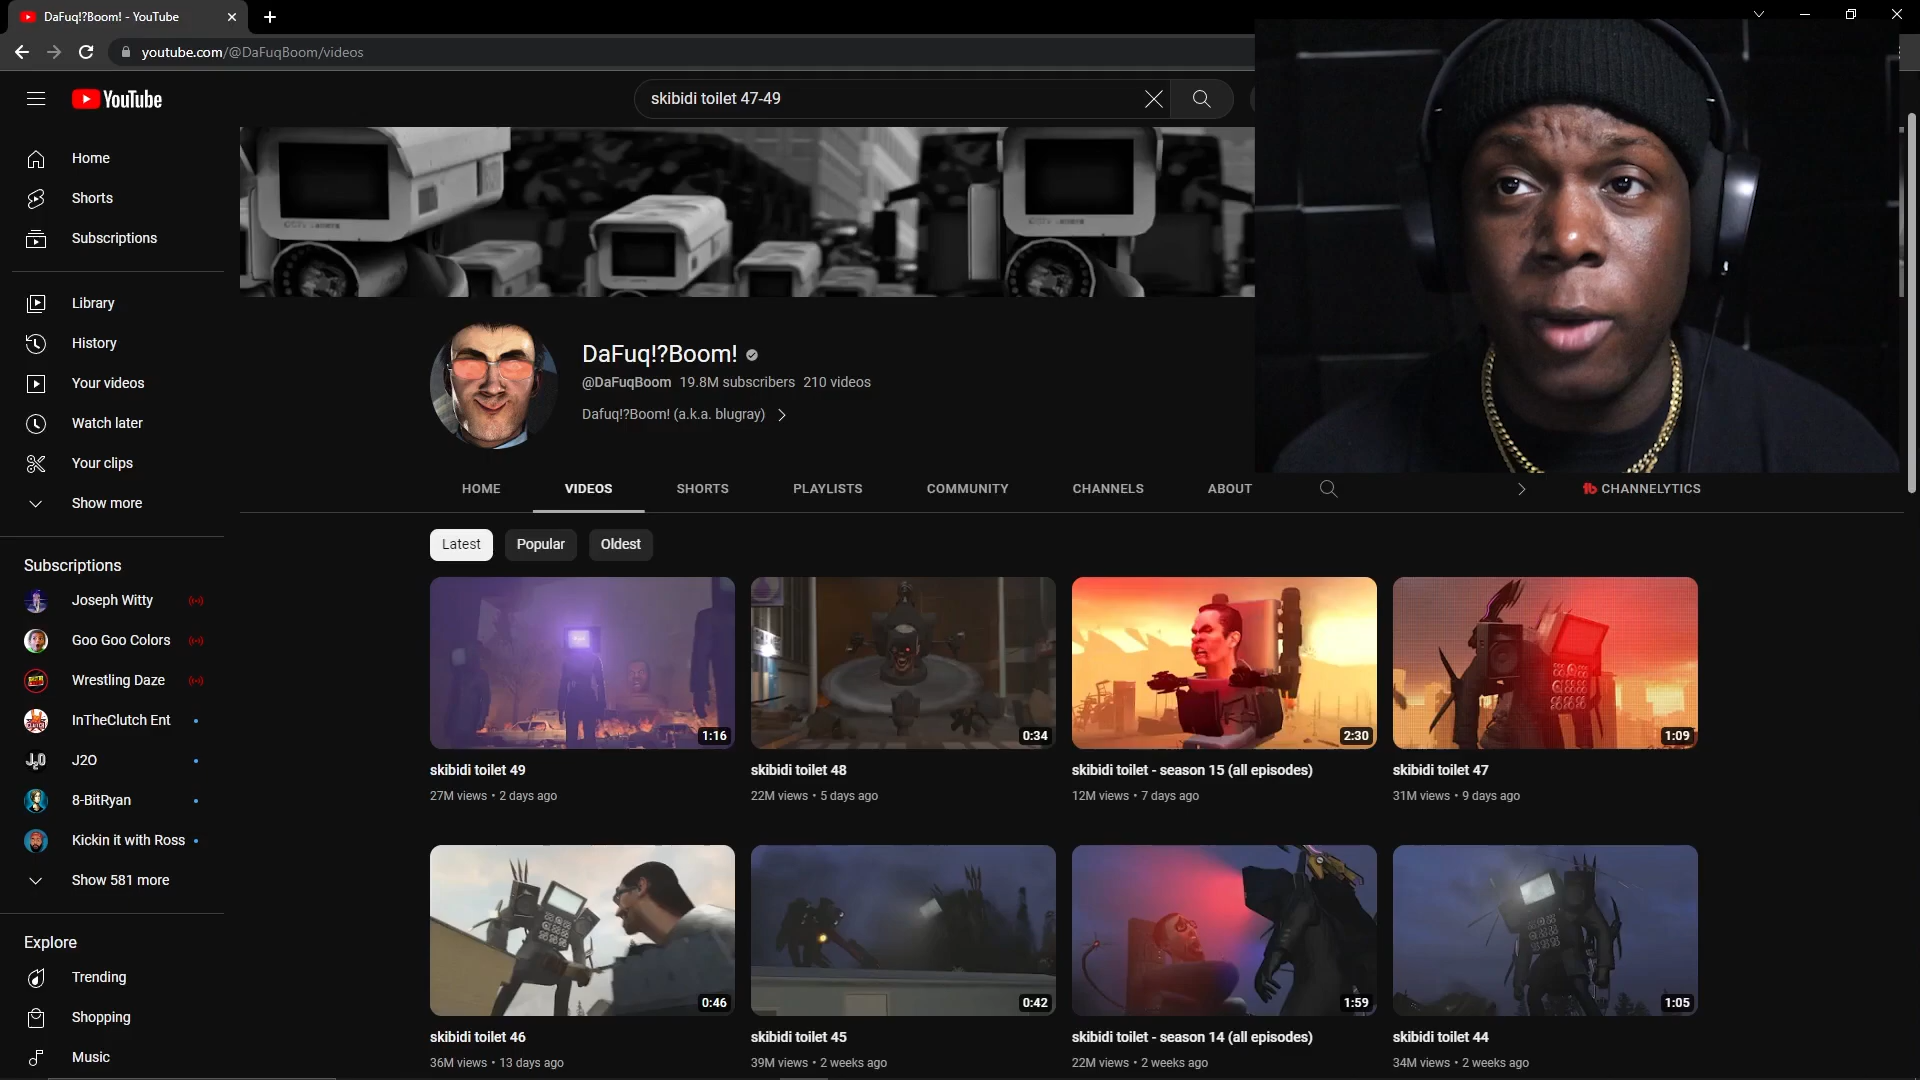 DaFuq!?Boom! - YouTube
youtube.com/@DaFuqBoom/videos
YouTube
skibidi toilet 47-49
Home
Shorts
Subscriptions
Library
History
Your videos
Watch later
Your clips
Show more
Subscriptions
Joseph Witty
Goo Goo Colors
Wrestling Daze
InTheClutch Ent
J2O
8-BitRyan
Kickin it with Ross
Show 581 more
Explore
Trending
Shopping
Music
DaFuq!?Boom!
@DaFuqBoom 19.8M subscribers 210 videos
Dafuq!?Boom! (a.k.a. blugray)
HOME VIDEOS SHORTS PLAYLISTS COMMUNITY CHANNELS ABOUT CHANNELYTICS
Latest Popular Oldest
1:16 0:34 2:30 1:09
skibidi toilet 49 skibidi toilet 48 skibidi toilet - season 15 (all episodes) skibidi toilet 47
27M views • 2 days ago 22M views • 5 days ago 12M views • 7 days ago 31M views • 9 days ago
0:46 0:42 1:59 1:05
skibidi toilet 46 skibidi toilet 45 skibidi toilet - season 14 (all episodes) skibidi toilet 44
36M views • 13 days ago 39M views • 2 weeks ago 22M views • 2 weeks ago 34M views • 2 weeks ago